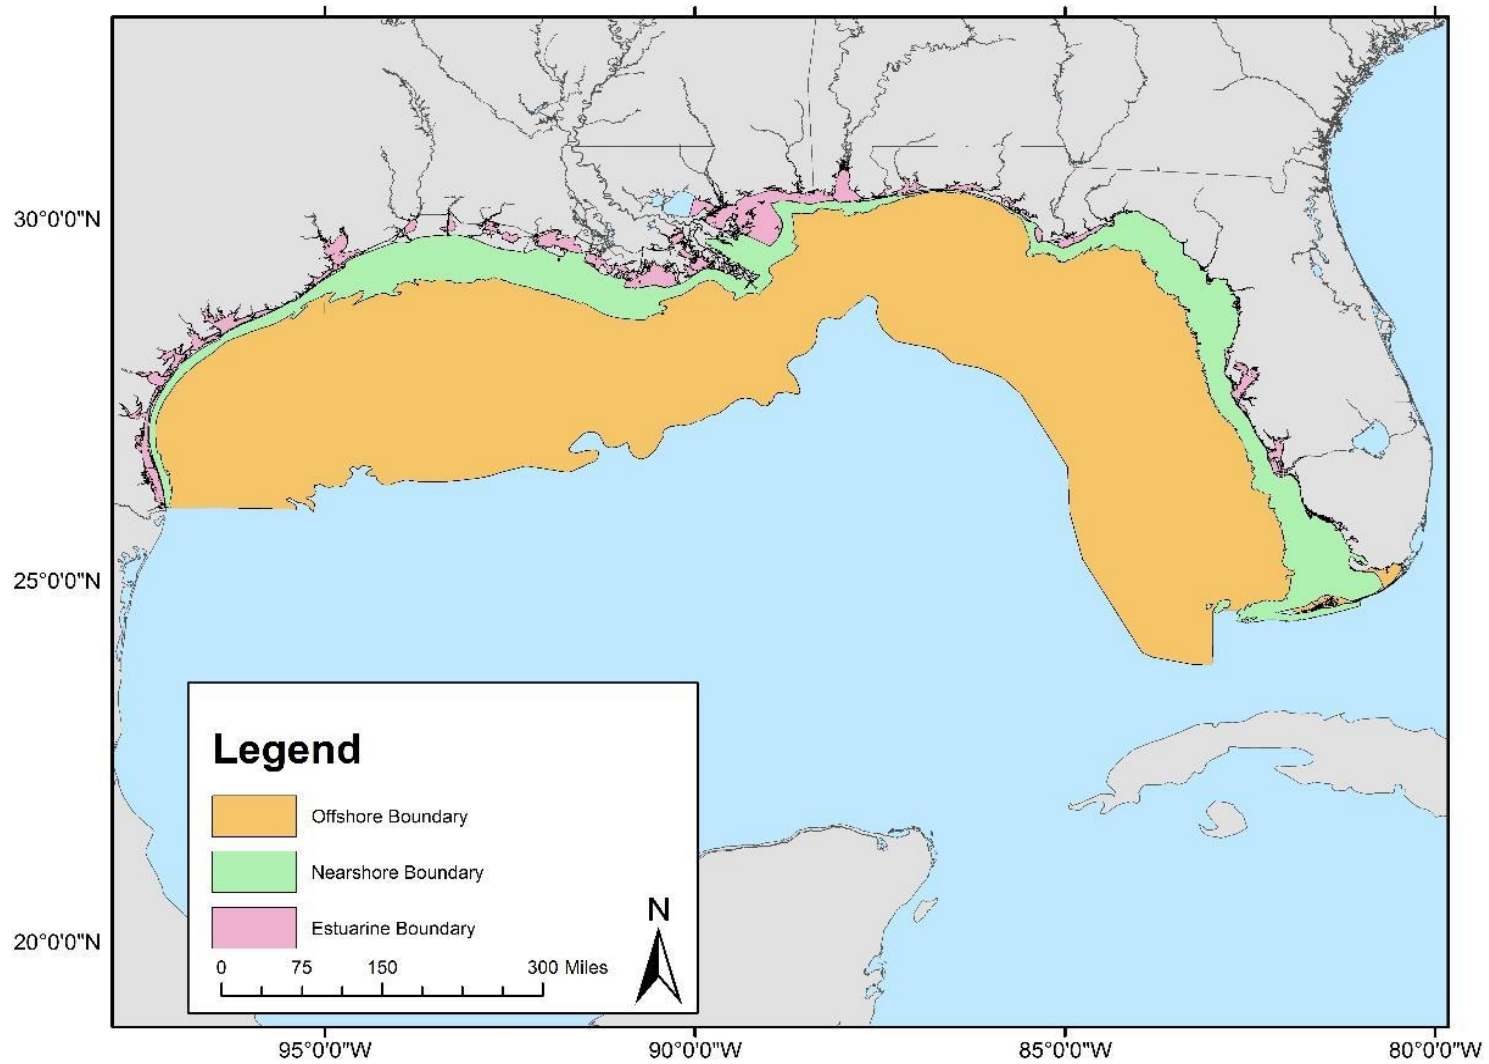 30°0'0"N
25°0'0"N
20°0'0"N
Legend
Offshore Boundary
Nearshore Boundary
Estuarine Boundary
0 75 150 300 Miles
N
95°0'0"W 90°0'0"W 85°0'0"W 80°0'0"W